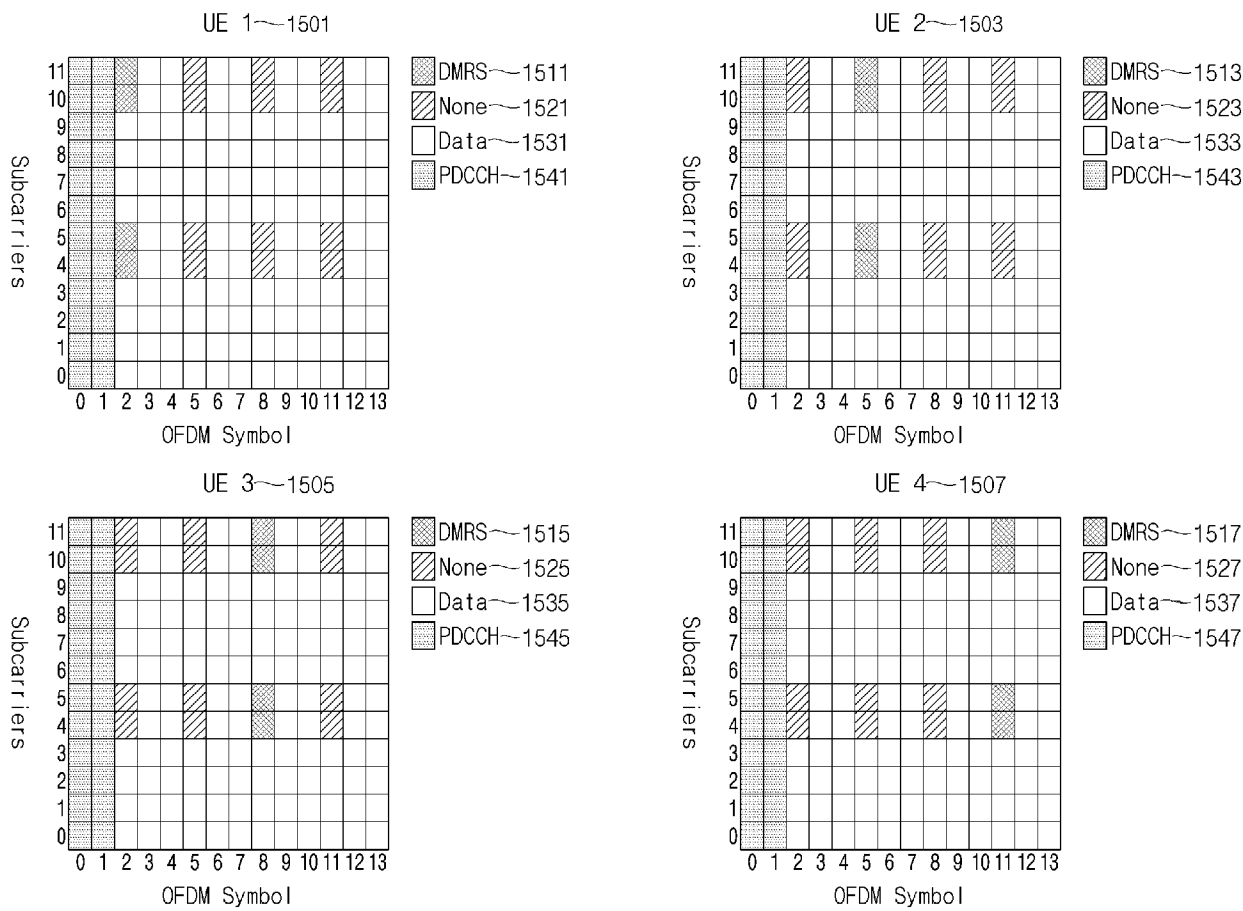 UE 1~1501
11
10
9
8
7
6
5
4
3
2
1
0
Subcarriers
0 1 2 3 4 5 6 7 8 9 10 11 12 13
OFDM Symbol
DMRS~1511
None~1521
Data~1531
PDCCH~1541
UE 2~1503
11
10
9
8
7
6
5
4
3
2
1
0
Subcarriers
0 1 2 3 4 5 6 7 8 9 10 11 12 13
OFDM Symbol
DMRS~1513
None~1523
Data~1533
PDCCH~1543
UE 3~1505
11
10
9
8
7
6
5
4
3
2
1
0
Subcarriers
0 1 2 3 4 5 6 7 8 9 10 11 12 13
OFDM Symbol
DMRS~1515
None~1525
Data~1535
PDCCH~1545
UE 4~1507
11
10
9
8
7
6
5
4
3
2
1
0
Subcarriers
0 1 2 3 4 5 6 7 8 9 10 11 12 13
OFDM Symbol
DMRS~1517
None~1527
Data~1537
PDCCH~1547